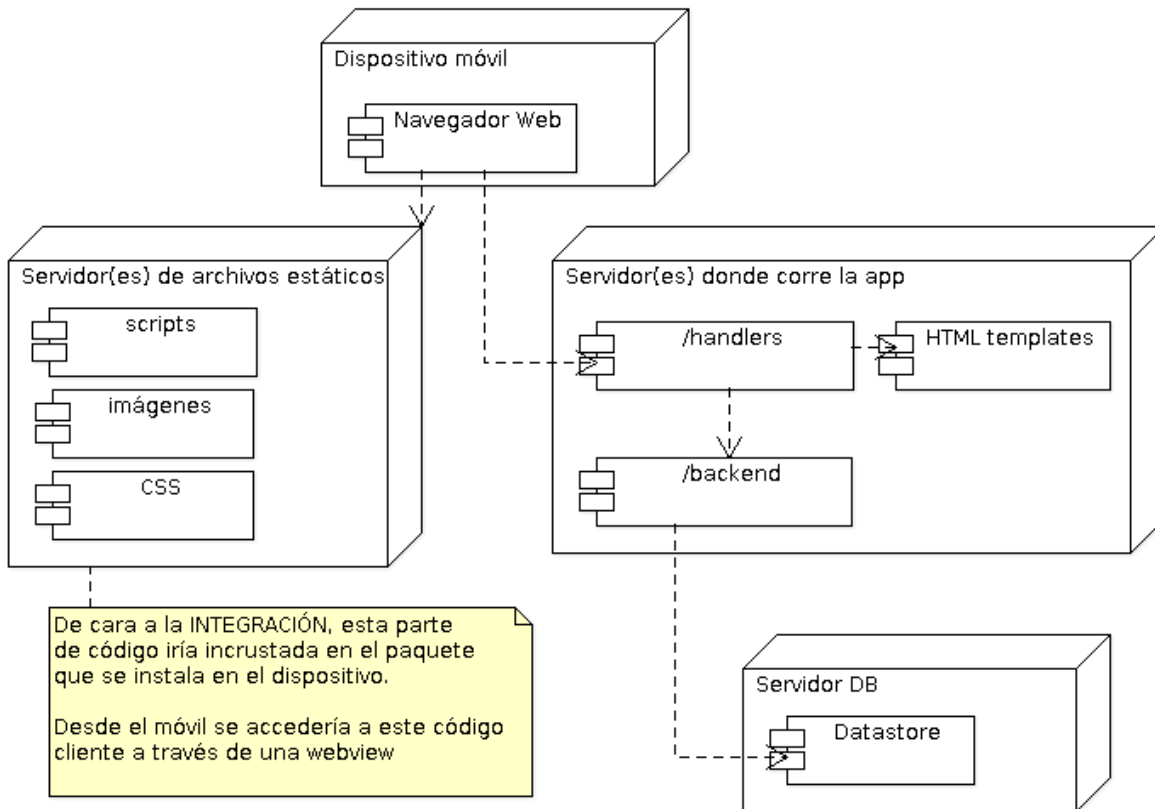 Dispositivo móvil
Navegador Web
Servidor(es) de archivos estáticos
scripts
imágenes
CSS
Servidor(es) donde corre la app
/handlers
HTML templates
/backend
De cara a la INTEGRACIÓN, esta parte
de código iría incrustada en el paquete
que se instala en el dispositivo.
Desde el móvil se accedería a este código
cliente a través de una webview
Servidor DB
Datastore